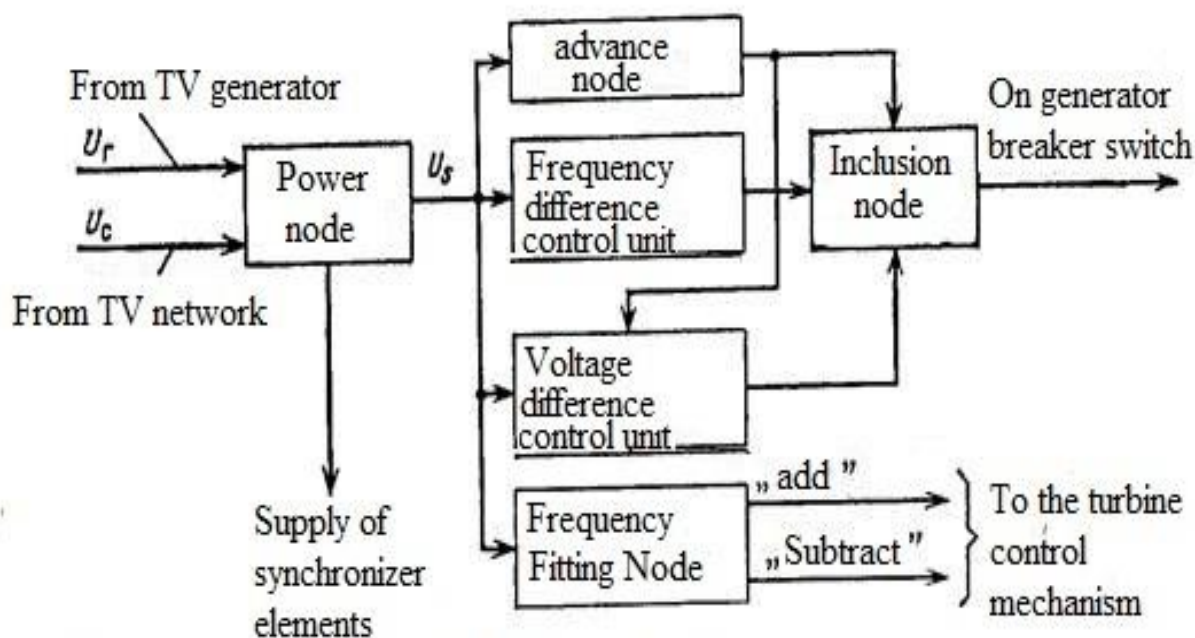 From TV generator
Uг
Uc
From TV network
Power
node
Us
Supply of
synchronizer
elements
advance
node
Frequency
difference
control unit
Voltage
difference
control unit
Frequency
Fitting Node
Inclusion
node
On generator
breaker switch
„add”
„Subtract”
To the turbine
control
mechanism